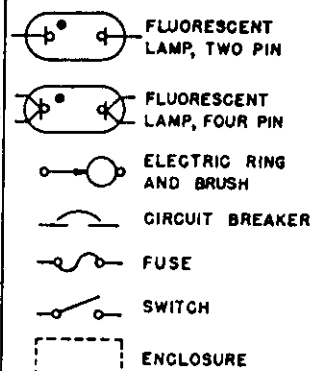 FLUORESCENT
LAMP, TWO PIN
FLUORESCENT
LAMP, FOUR PIN
ELECTRIC RING
AND BRUSH
CIRCUIT BREAKER
FUSE
SWITCH
ENCLOSURE